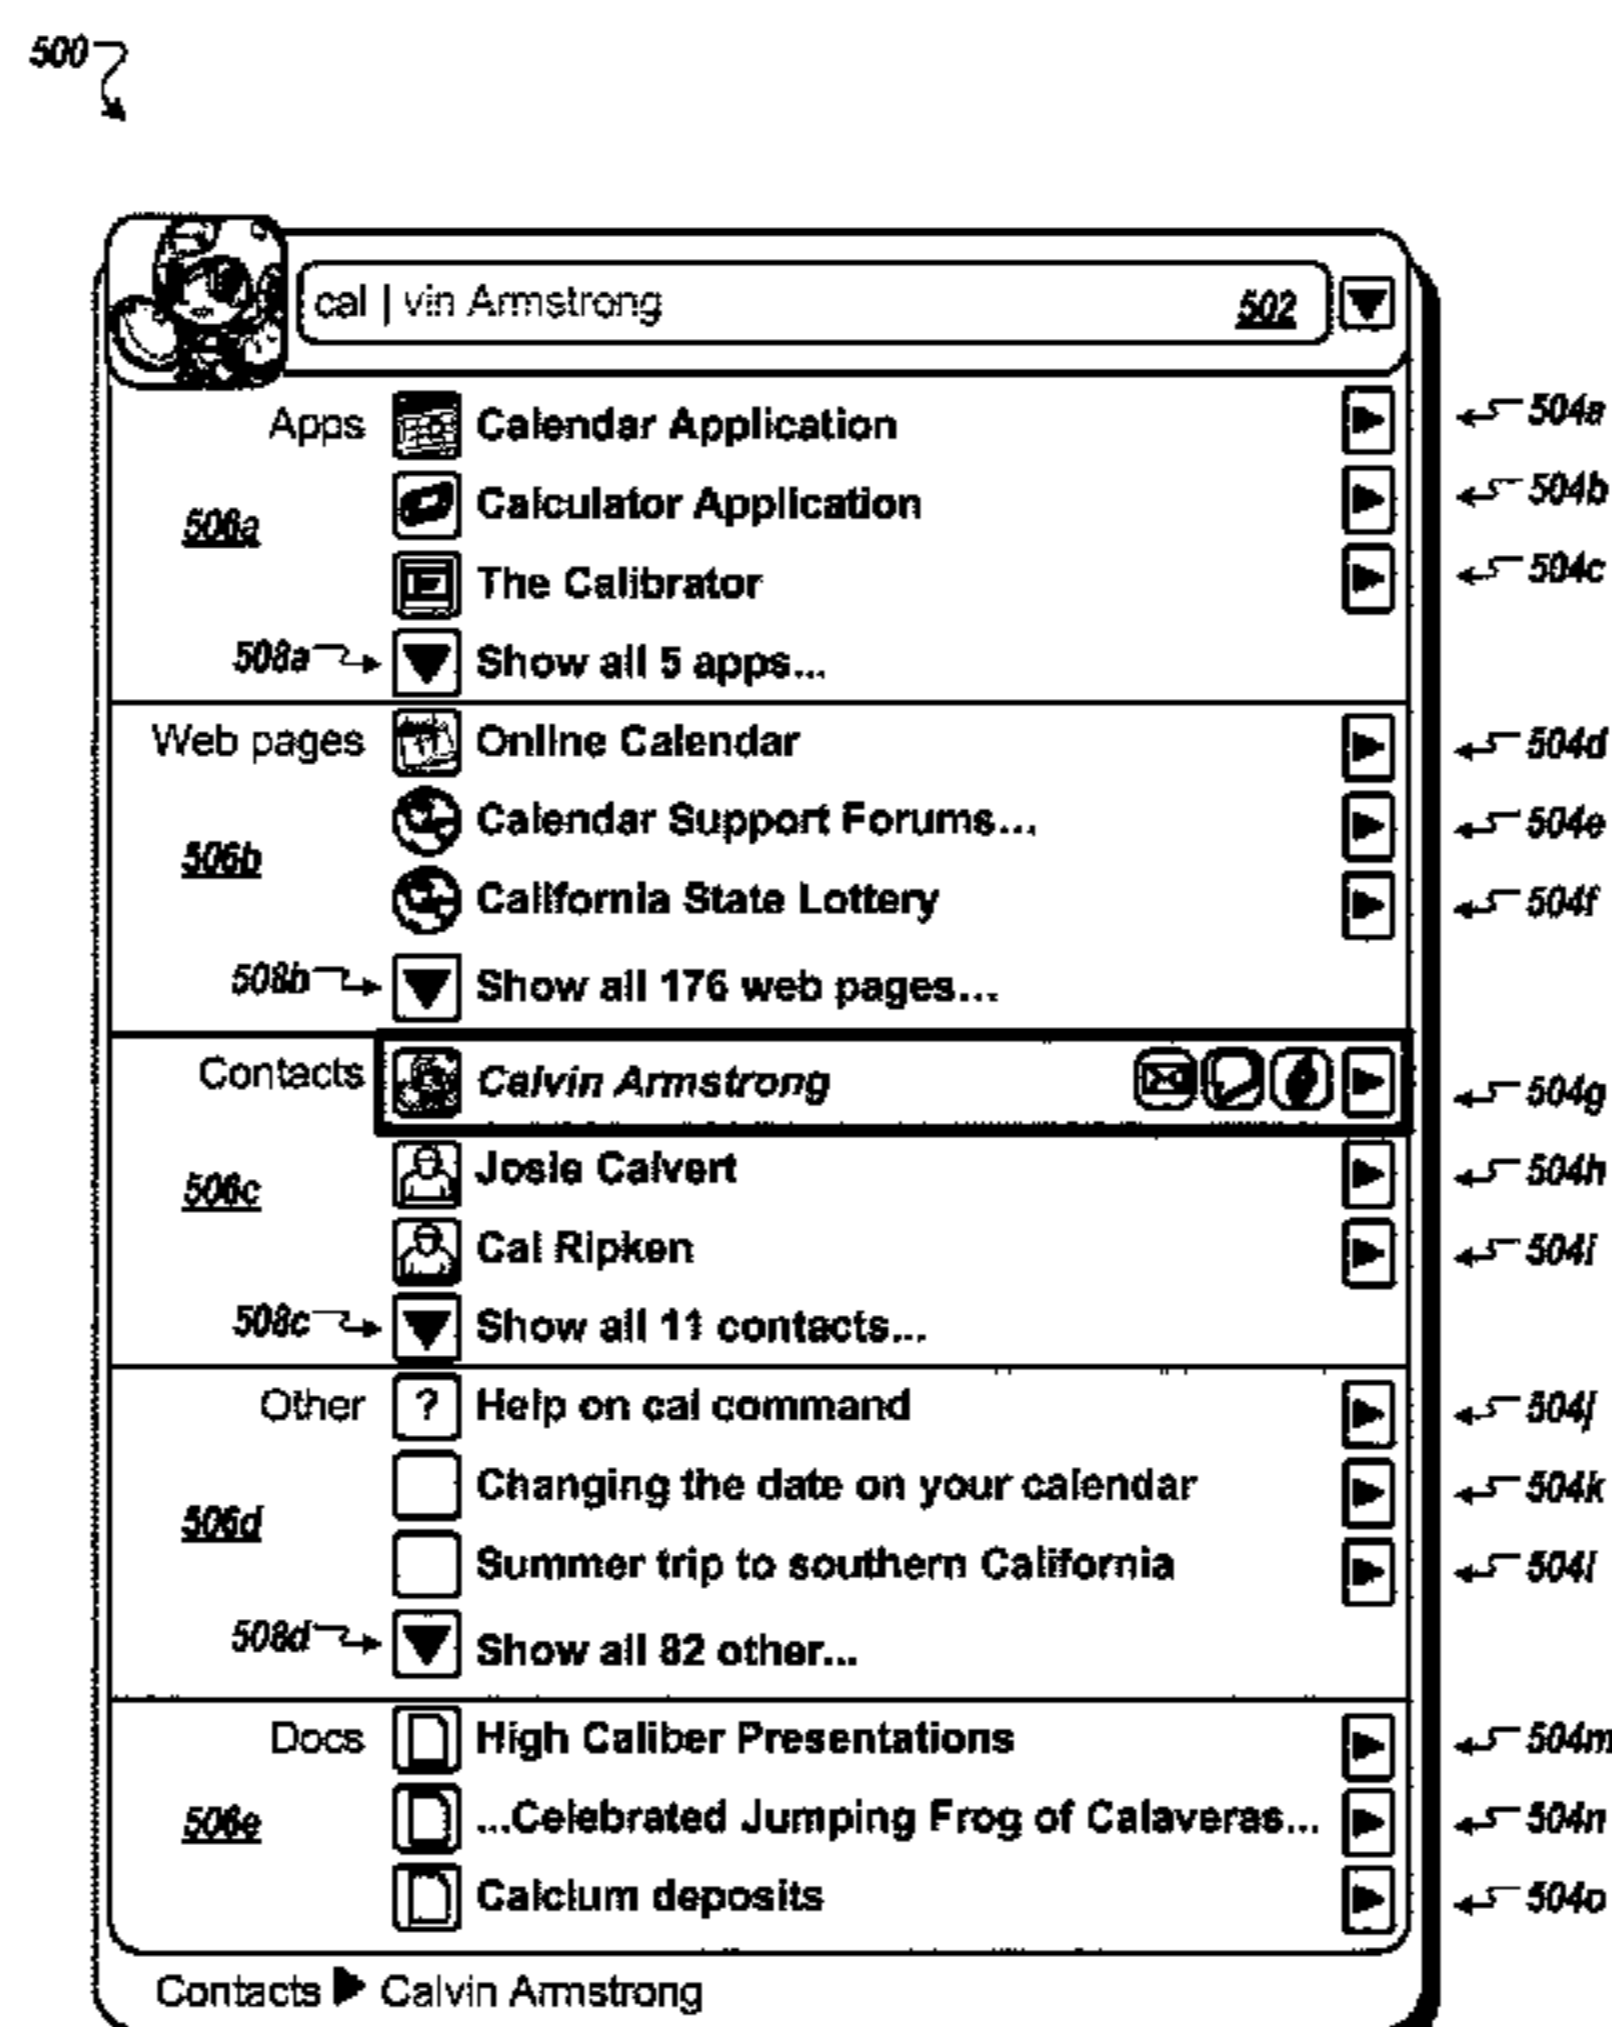 500
cal | vin Armstrong 502
Apps Calendar Application 504a
506a Calculator Application 504b
The Calibrator 504c
508a Show all 5 apps...
Web pages Online Calendar 504d
506b Calendar Support Forums... 504e
California State Lottery 504f
508b Show all 176 web pages...
Contacts Calvin Armstrong 504g
506c Josie Calvert 504h
Cal Ripken 504i
508c Show all 11 contacts...
Other ? Help on cal command 504j
506d Changing the date on your calendar 504k
Summer trip to southern California 504l
508d Show all 82 other...
Docs High Caliber Presentations 504m
506e ...Celebrated Jumping Frog of Calaveras... 504n
Calcium deposits 504o
Contacts ▶ Calvin Armstrong